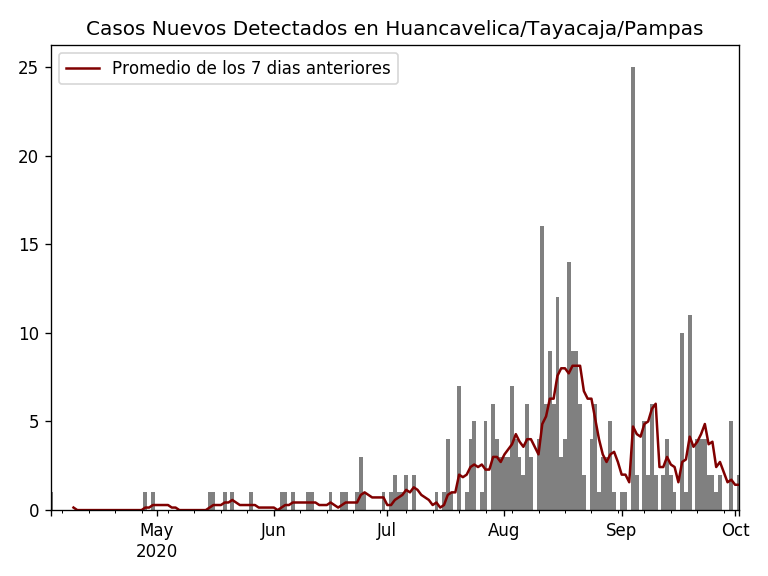 Casos Nuevos Detectados en Huancavelica/Tayacaja/Pampas
Promedio de los 7 dias anteriores
25
20
15
10
5
0
May Jun Jul Aug Sep Oct
2020